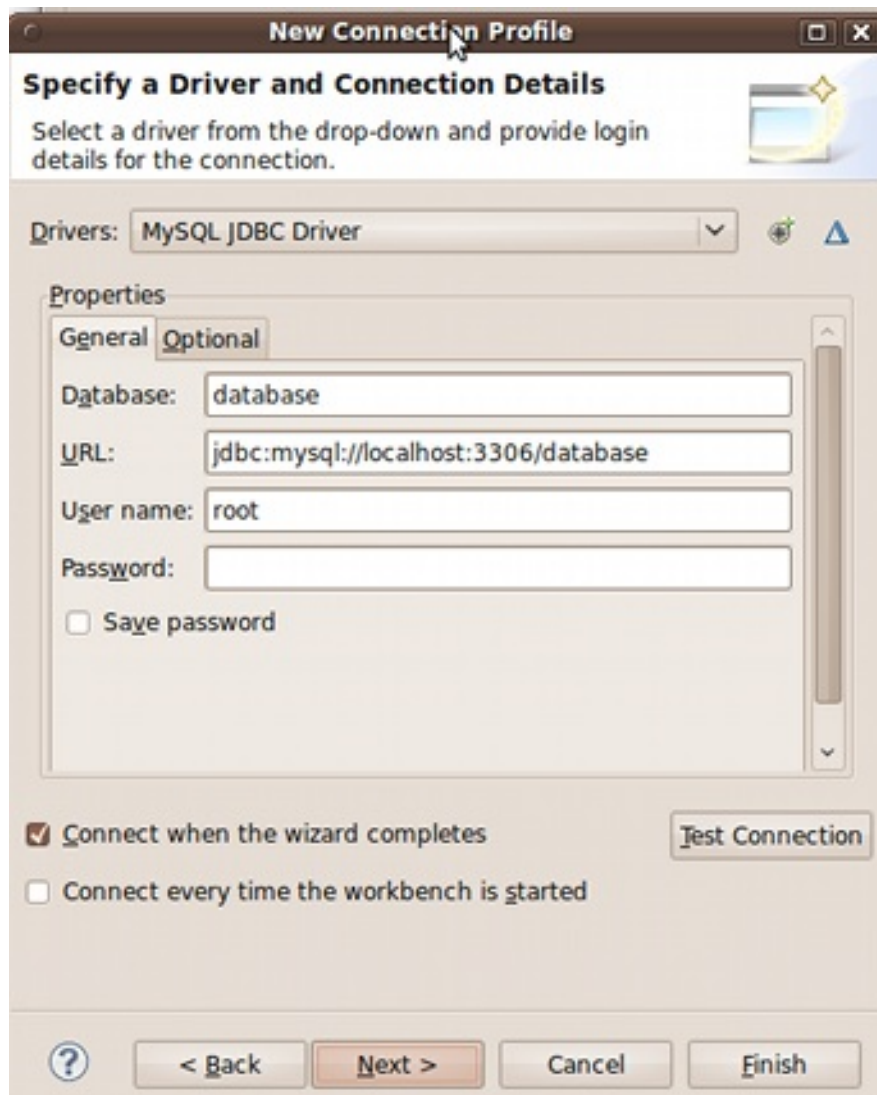 New Connection Profile
Specify a Driver and Connection Details
Select a driver from the drop-down and provide login
details for the connection.
Drivers: MySQL JDBC Driver
Properties
General Optional
Database: database
URL: jdbc:mysql://localhost:3306/database
User name: root
Password:
Save password
Connect when the wizard completes
Test Connection
Connect every time the workbench is started
? < Back Next > Cancel Finish